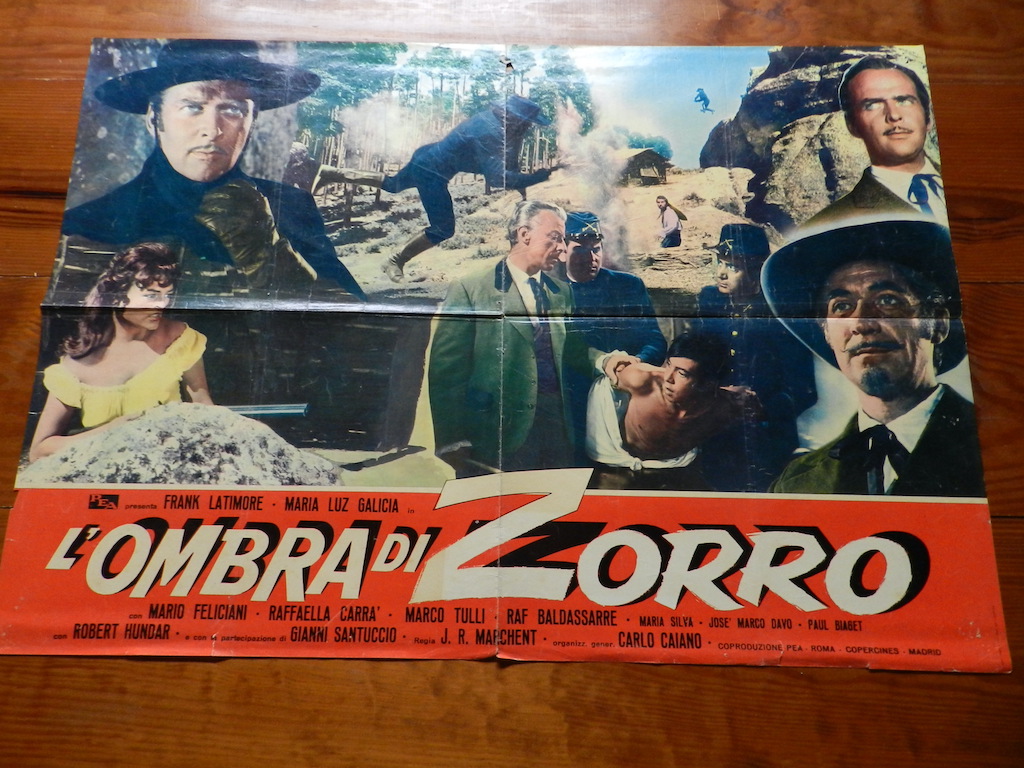 PEA presenta FRANK LATIMORE · MARIA LUZ GALICIA in
L'OMBRA DI ZORRO
con MARIO FELICIANI · RAFFAELLA CARRA' · MARCO TULLI · RAF BALDASSARRE · MARIA SILVA · JOSE' MARCO DAVO · PAUL BIAGET
con ROBERT HUNDAR · e con la partecipazione di GIANNI SANTUCCIO · Regia J. R. MARCHENT · organizz. gener. CARLO CAIANO · COPRODUZIONE PEA - ROMA - COPERCINES - MADRID